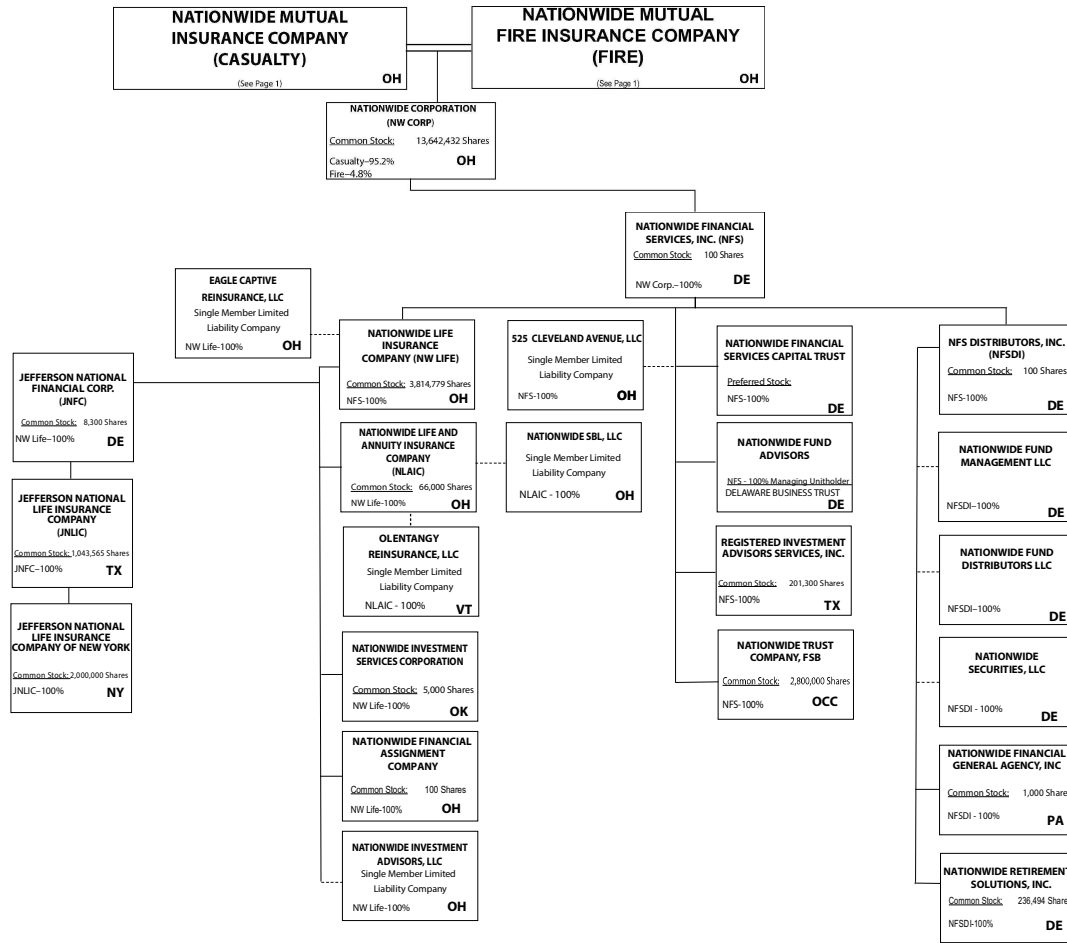 NATIONWIDE MUTUAL
INSURANCE COMPANY
(CASUALTY)
(See Page 1)
OH
NATIONWIDE MUTUAL
FIRE INSURANCE COMPANY
(FIRE)
(See Page 1)
OH
NATIONWIDE CORPORATION
(NW CORP)
Common Stock: 13,642,432 Shares
Casualty–95.2%
OH
Fire–4.8%
NATIONWIDE FINANCIAL
SERVICES, INC. (NFS)
Common Stock: 100 Shares
NW Corp.–100%
DE
EAGLE CAPTIVE
REINSURANCE, LLC
Single Member Limited
Liability Company
NW Life-100%
OH
NATIONWIDE LIFE
INSURANCE
COMPANY (NW LIFE)
Common Stock: 3,814,779 Shares
NFS-100%
OH
525 CLEVELAND AVENUE, LLC
Single Member Limited
Liability Company
NFS-100%
OH
NATIONWIDE FINANCIAL
SERVICES CAPITAL TRUST
Preferred Stock:
NFS-100%
DE
NFS DISTRIBUTORS, INC.
(NFSDI)
Common Stock: 100 Shares
NFS-100%
DE
JEFFERSON NATIONAL
FINANCIAL CORP.
(JNFC)
Common Stock: 8,300 Shares
NW Life–100%
DE
NATIONWIDE LIFE AND
ANNUITY INSURANCE
COMPANY
(NLAIC)
Common Stock: 66,000 Shares
NW Life-100%
OH
NATIONWIDE SBL, LLC
Single Member Limited
Liability Company
NLAIC - 100%
OH
NATIONWIDE FUND
ADVISORS
NFS - 100% Managing Unitholder
DELAWARE BUSINESS TRUST
DE
NATIONWIDE FUND
MANAGEMENT LLC
NFSDI–100%
DE
JEFFERSON NATIONAL
LIFE INSURANCE
COMPANY
(JNLIC)
Common Stock: 1,043,565 Shares
JNFC–100%
TX
OLENTANGY
REINSURANCE, LLC
Single Member Limited
Liability Company
NLAIC - 100%
VT
REGISTERED INVESTMENT
ADVISORS SERVICES, INC.
Common Stock: 201,300 Shares
NFS-100%
TX
NATIONWIDE FUND
DISTRIBUTORS LLC
NFSDI–100%
DE
JEFFERSON NATIONAL
LIFE INSURANCE
COMPANY OF NEW YORK
Common Stock: 2,000,000 Shares
JNLIC–100%
NY
NATIONWIDE INVESTMENT
SERVICES CORPORATION
Common Stock: 5,000 Shares
NW Life-100%
OK
NATIONWIDE TRUST
COMPANY, FSB
Common Stock: 2,800,000 Shares
NFS-100%
OCC
NATIONWIDE
SECURITIES, LLC
NFSDI - 100%
DE
NATIONWIDE FINANCIAL
ASSIGNMENT
COMPANY
Common Stock: 100 Shares
NW Life-100%
OH
NATIONWIDE FINANCIAL
GENERAL AGENCY, INC
Common Stock: 1,000 Share
NFSDI - 100%
PA
NATIONWIDE INVESTMENT
ADVISORS, LLC
Single Member Limited
Liability Company
NW Life-100%
OH
NATIONWIDE RETIREMENT
SOLUTIONS, INC.
Common Stock: 236,494 Share
NFSDI-100%
DE